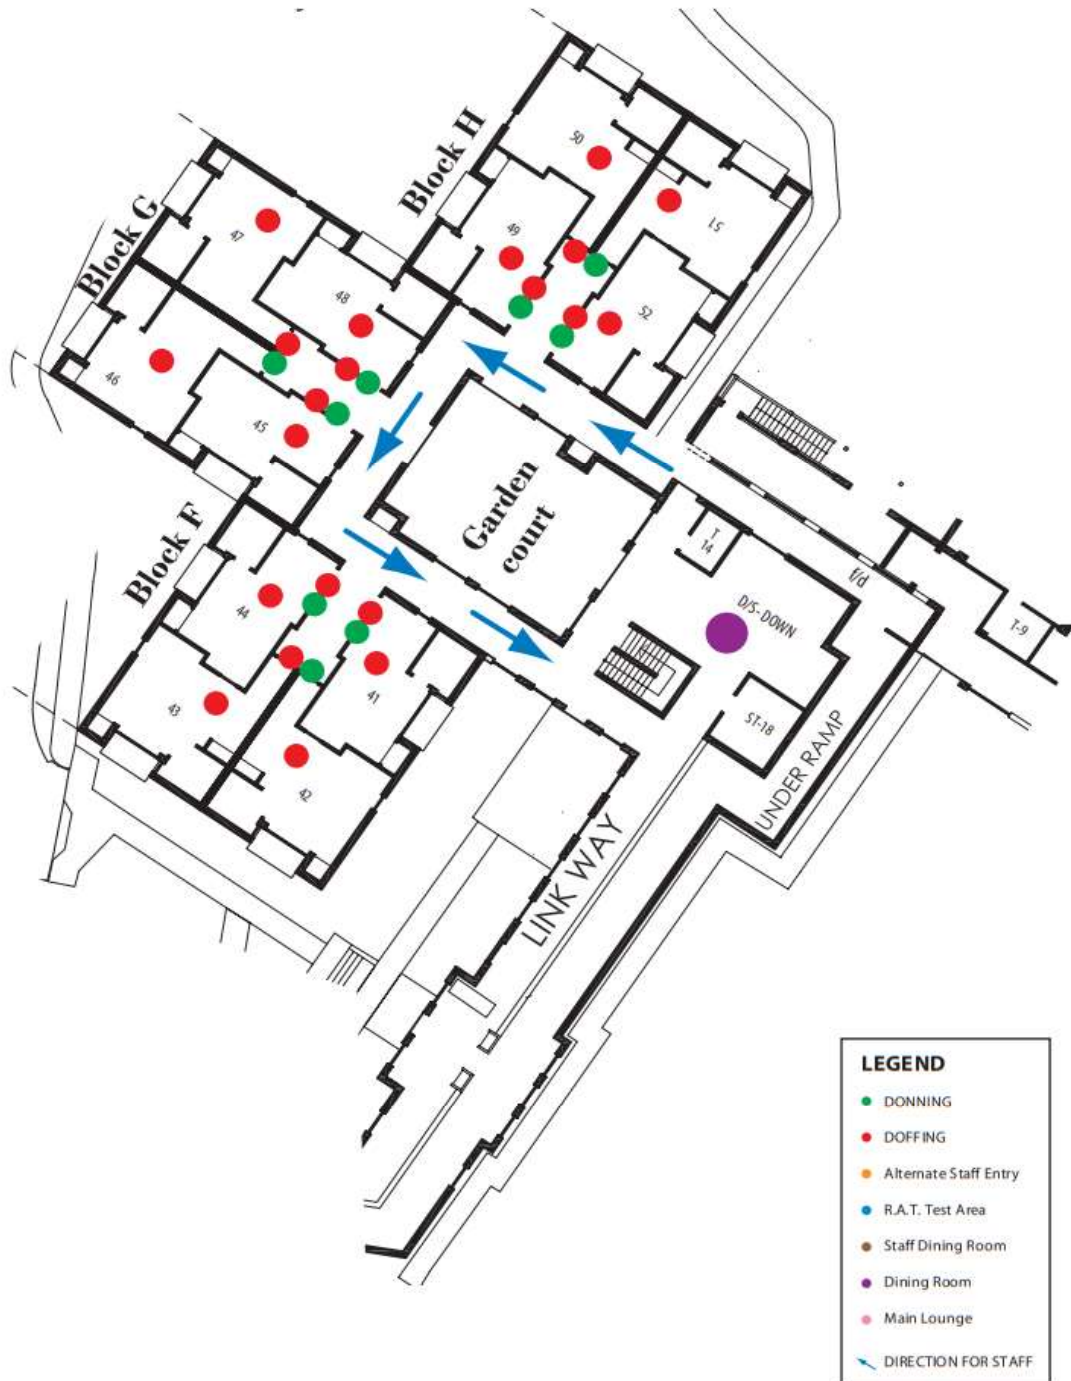 Block H
50
51
49
52
Block G
47
48
46
45
Garden
court
T
14
f/d
D/S-DOWN
T-9
Block F
44
41
43
42
ST-18
UNDER RAMP
LINK WAY
LEGEND
DONNING
DOFFING
Alternate Staff Entry
R.A.T. Test Area
Staff Dining Room
Dining Room
Main Lounge
DIRECTION FOR STAFF